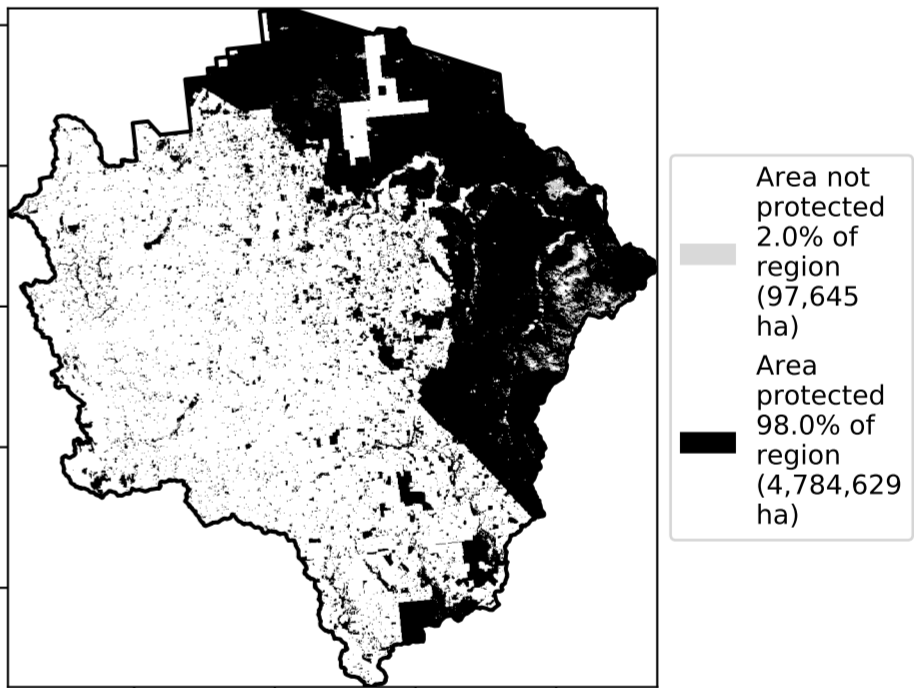 Area not
protected
2.0% of
region
(97,645
ha)
Area
protected
98.0% of
region
(4,784,629
ha)